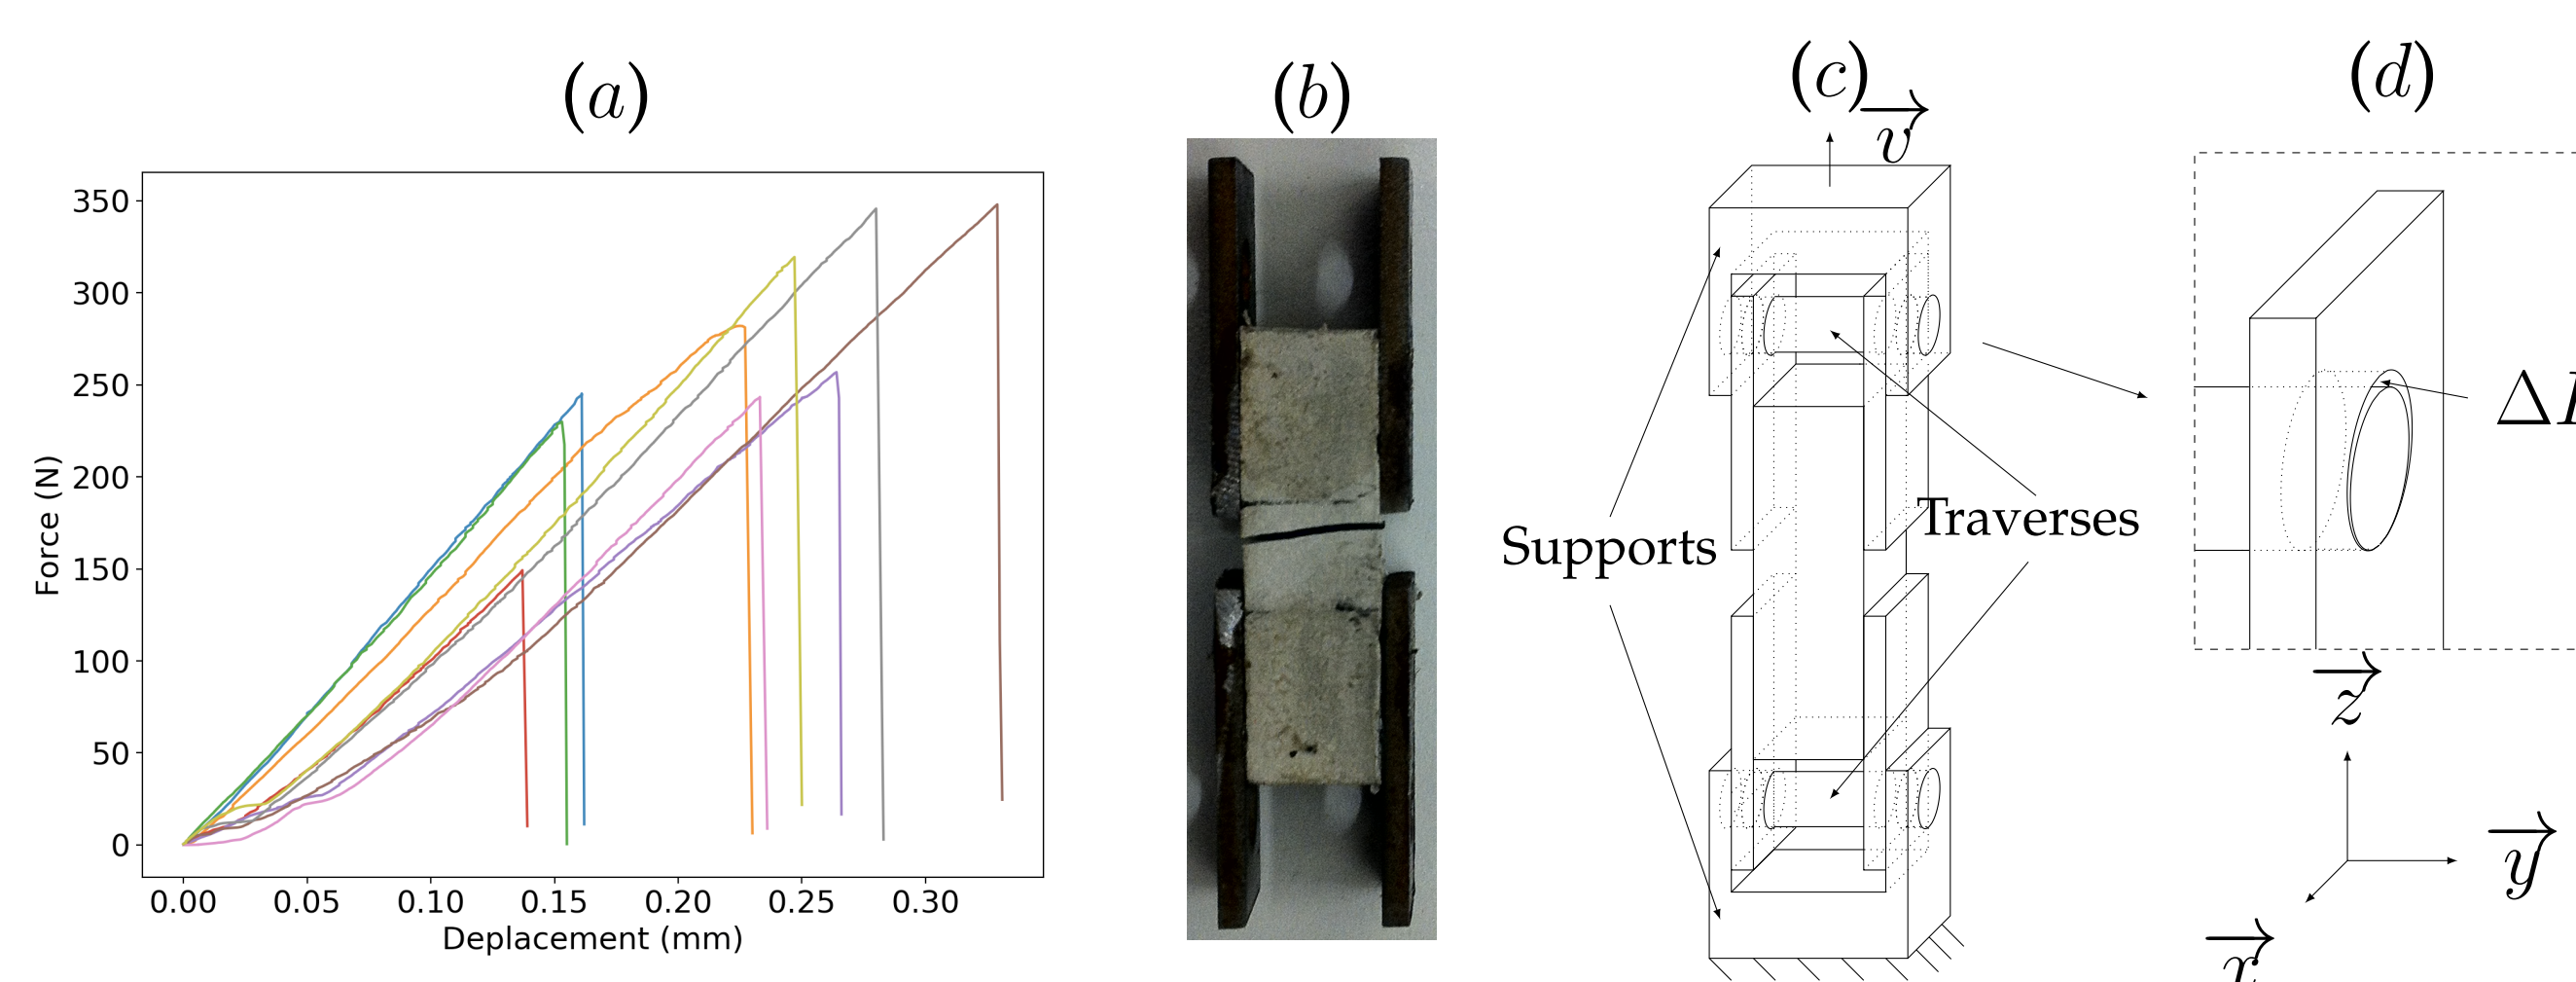 (a)
350
300
250
200
150
100
50
0
Force (N)
0.00 0.05 0.10 0.15 0.20 0.25 0.30
Deplacement (mm)
(b)
(c)
v
Supports
Traverses
(d)
z
y
x